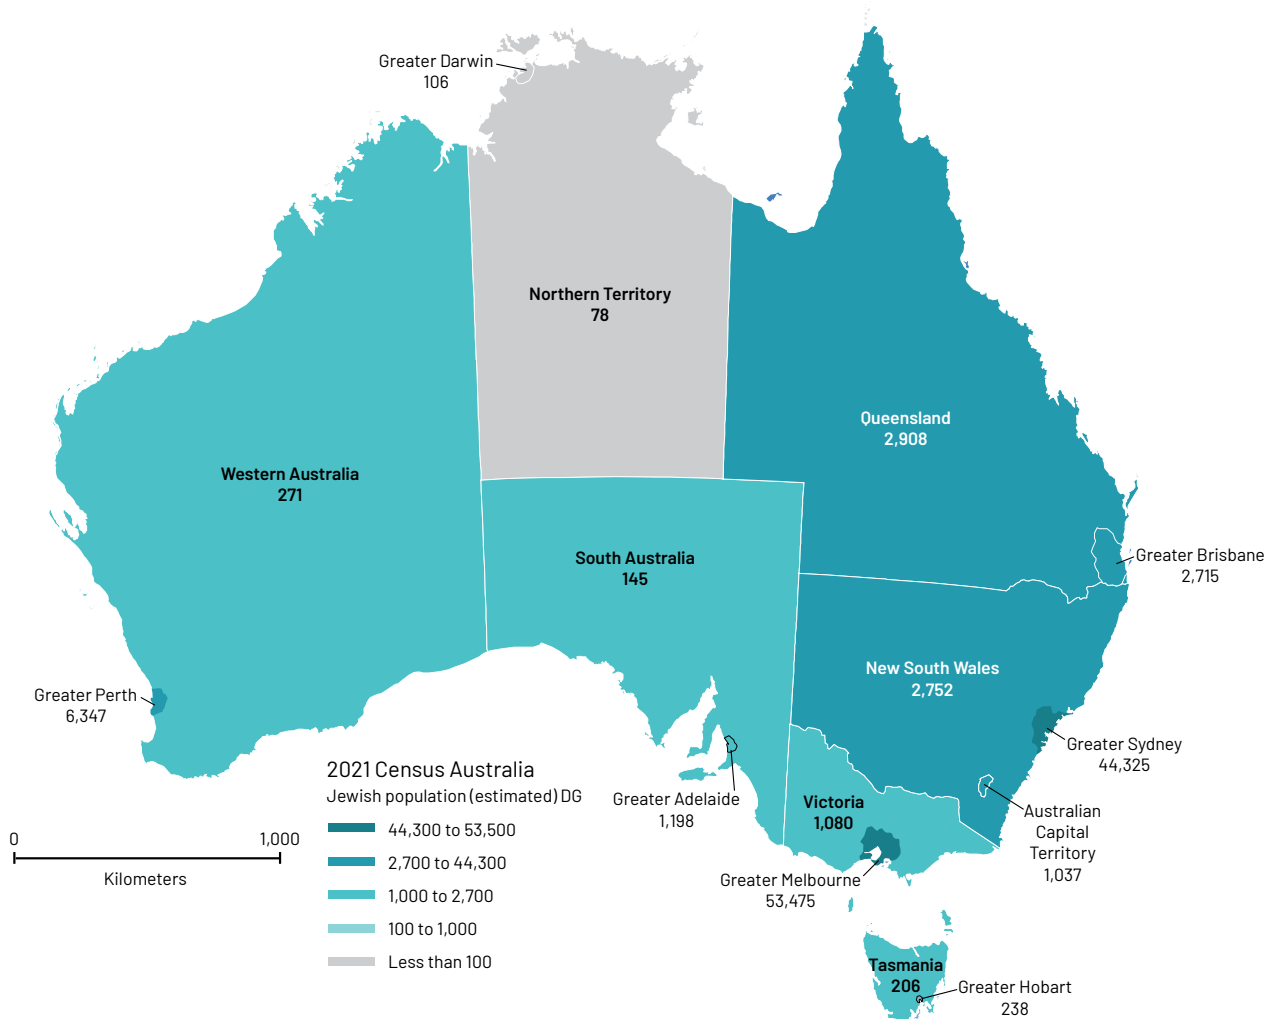 Greater Darwin
106
Northern Territory
78
Queensland
2,908
Western Australia
271
South Australia
145
Greater Brisbane
2,715
New South Wales
2,752
Greater Perth
6,347
Greater Sydney
44,325
2021 Census Australia
Jewish population (estimated) DG
44,300 to 53,500
2,700 to 44,300
1,000 to 2,700
100 to 1,000
Less than 100
0
1,000
Kilometers
Greater Adelaide
1,198
Victoria
1,080
Australian
Capital
Territory
1,037
Greater Melbourne
53,475
Tasmania
206
Greater Hobart
238